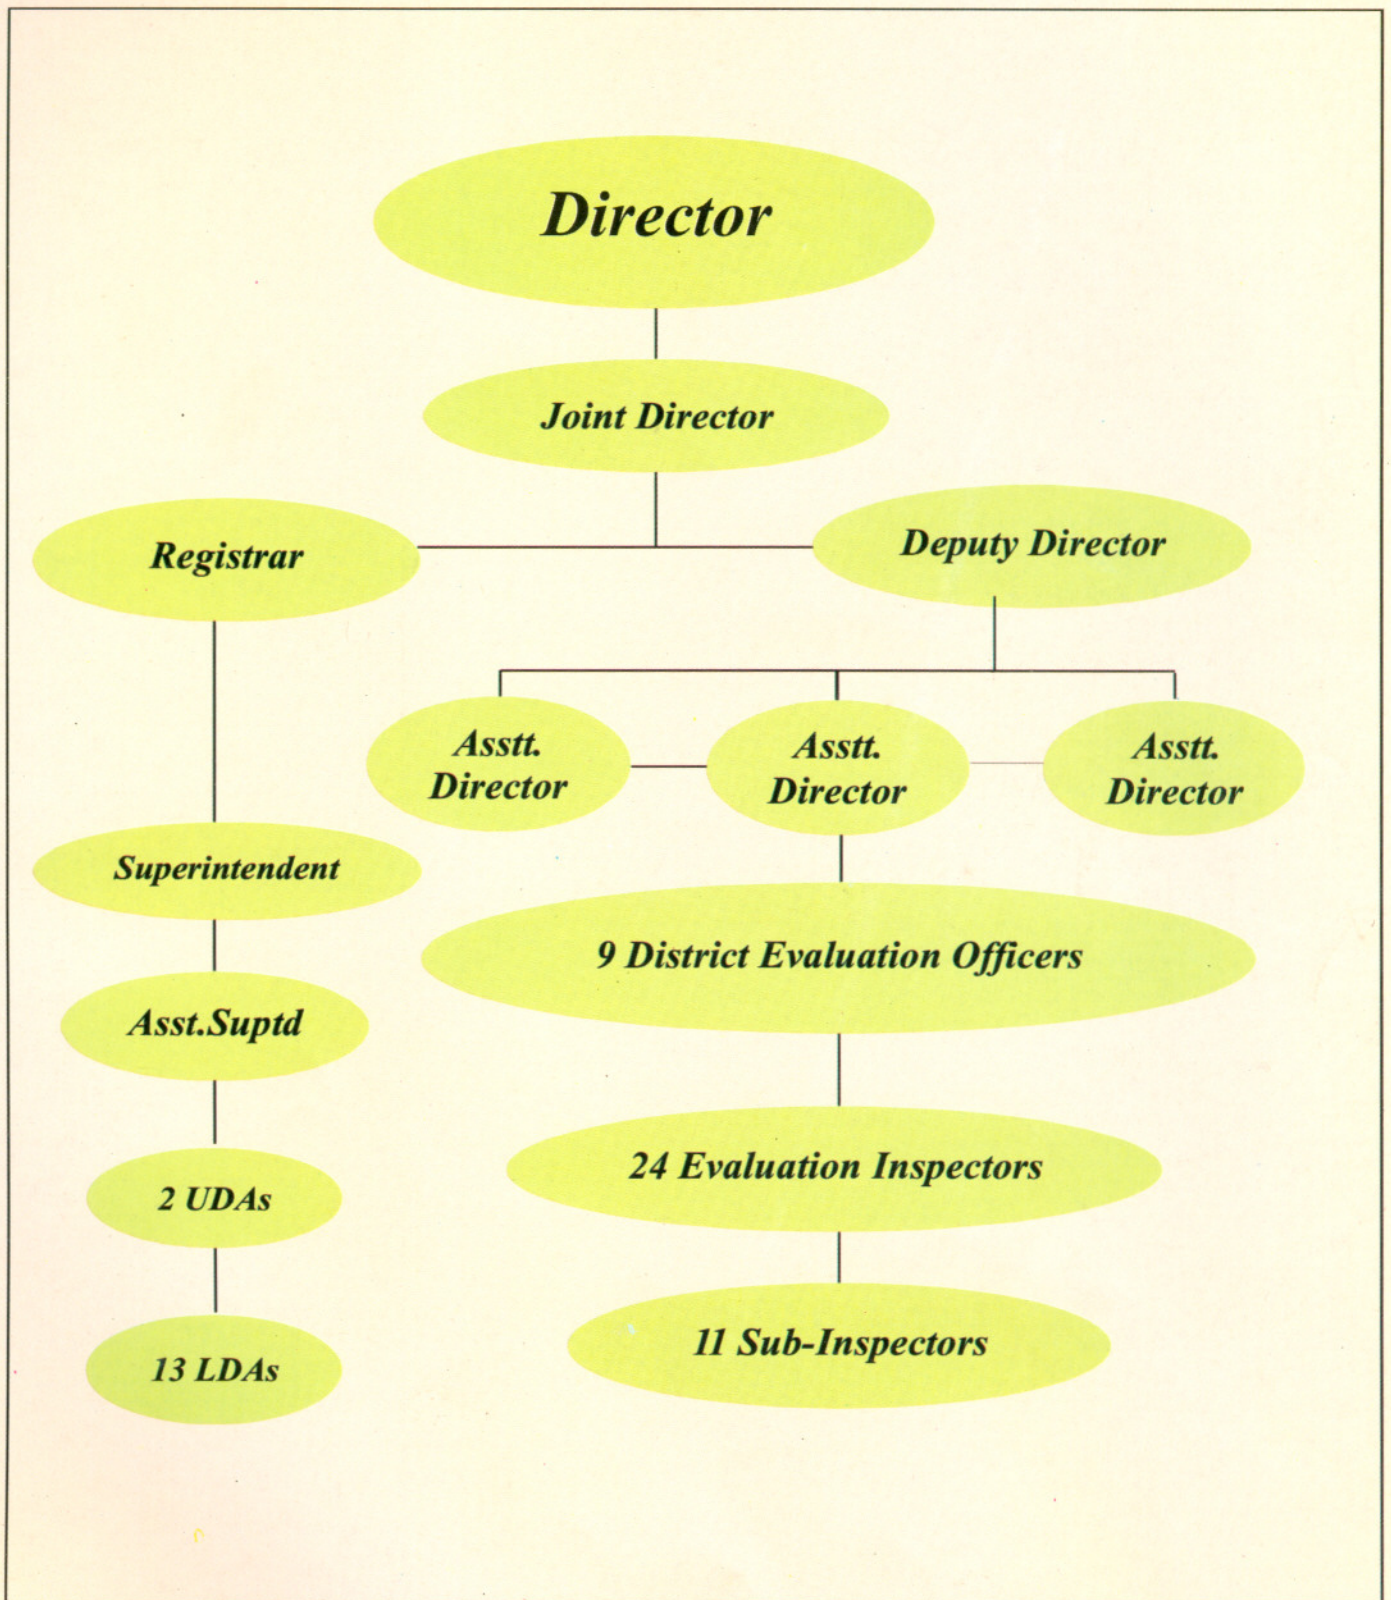 Director
Joint Director
Registrar
Deputy Director
Asstt.
Director
Asstt.
Director
Asstt.
Director
Superintendent
9 District Evaluation Officers
Asst.Suptd
24 Evaluation Inspectors
2 UDAs
11 Sub-Inspectors
13 LDAs